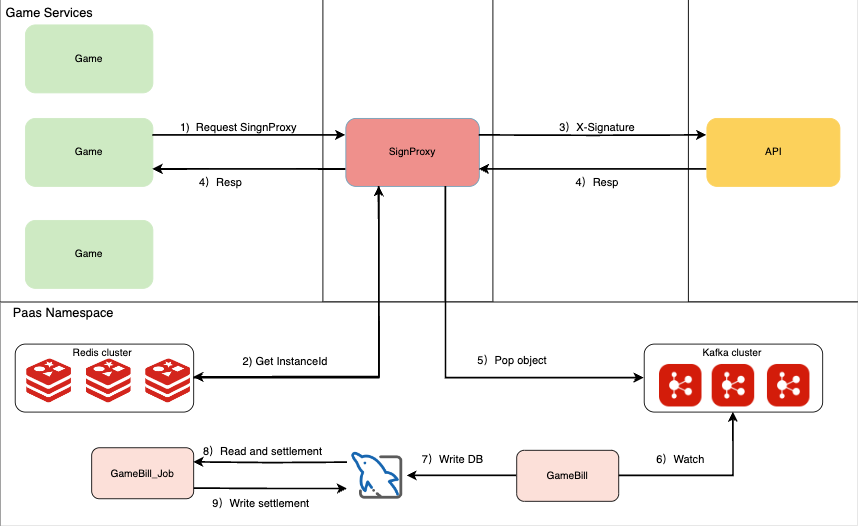 Game Services
Game
1）Request SingnProxy
3）X-Signature
Game
SignProxy
API
4）Resp
4）Resp
Game
Paas Namespace
Redis cluster
Kafka cluster
2）Get InstanceId
5）Pop object
8）Read and settlement
7）Write DB
6）Watch
GameBill_Job
GameBill
9）Write settlement